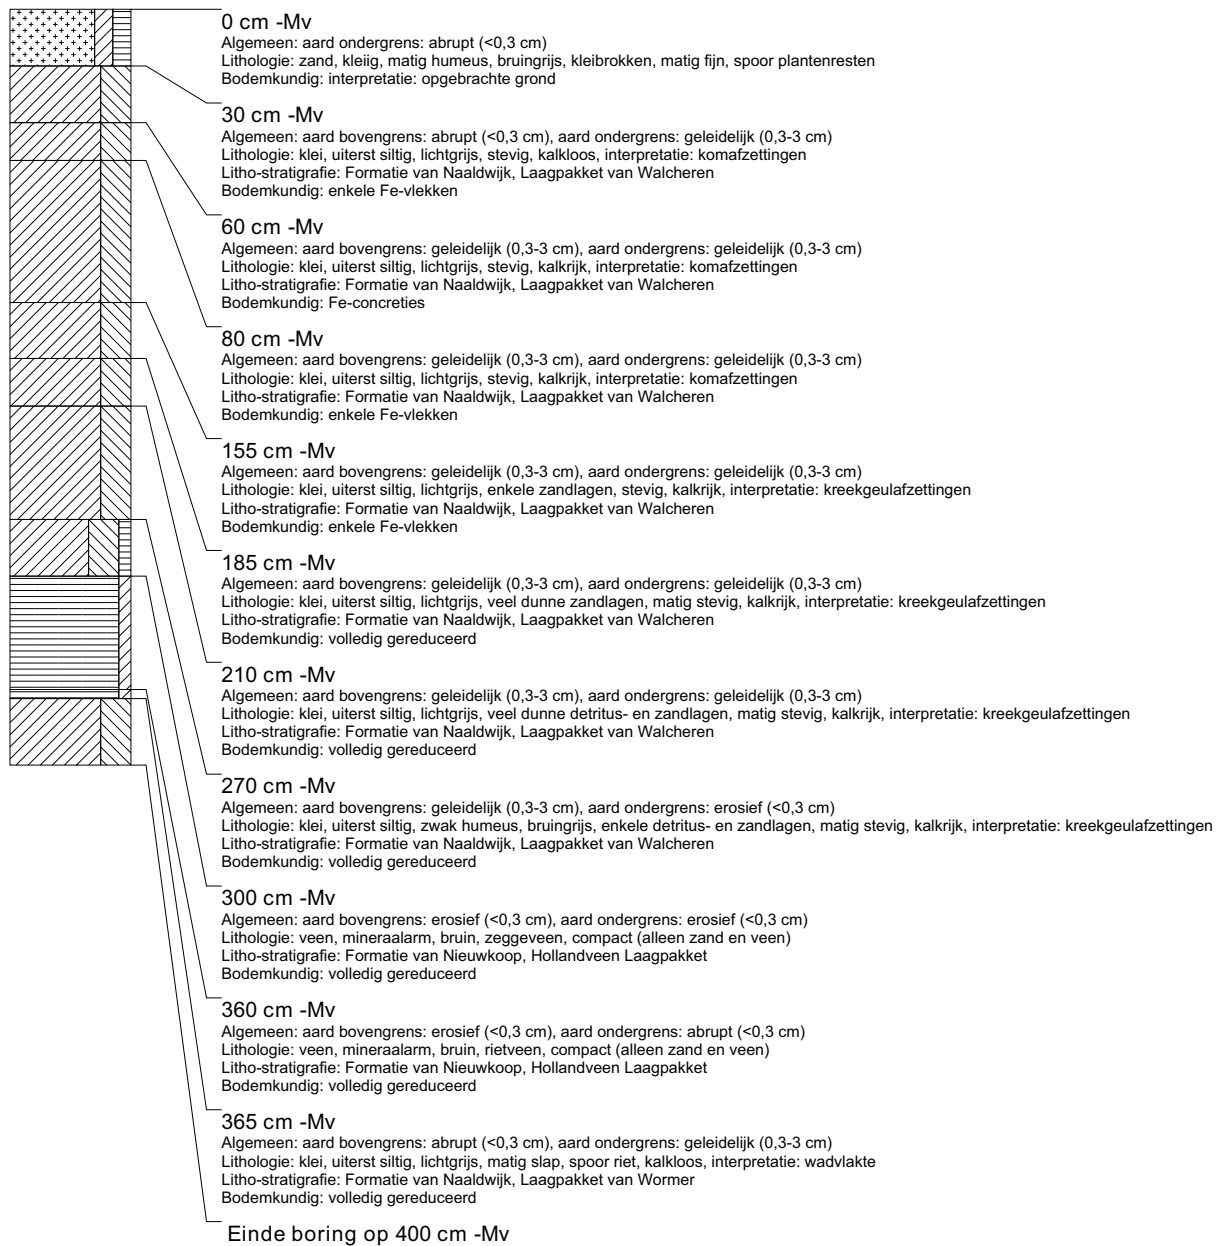 0 cm -Mv
Algemeen: aard ondergrens: abrupt (<0,3 cm)
Lithologie: zand, kleiig, matig humeus, bruingrijs, kleibrokken, matig fijn, spoor plantenresten
Bodemkundig: interpretatie: opgebrachte grond
30 cm -Mv
Algemeen: aard bovengrens: abrupt (<0,3 cm), aard ondergrens: geleidelijk (0,3-3 cm)
Lithologie: klei, uiterst siltig, lichtgrijs, stevig, kalkloos, interpretatie: komafzettingen
Litho-stratigrafie: Formatie van Naaldwijk, Laagpakket van Walcheren
Bodemkundig: enkele Fe-vlekken
60 cm -Mv
Algemeen: aard bovengrens: geleidelijk (0,3-3 cm), aard ondergrens: geleidelijk (0,3-3 cm)
Lithologie: klei, uiterst siltig, lichtgrijs, stevig, kalkrijk, interpretatie: komafzettingen
Litho-stratigrafie: Formatie van Naaldwijk, Laagpakket van Walcheren
Bodemkundig: Fe-concreties
80 cm -Mv
Algemeen: aard bovengrens: geleidelijk (0,3-3 cm), aard ondergrens: geleidelijk (0,3-3 cm)
Lithologie: klei, uiterst siltig, lichtgrijs, stevig, kalkrijk, interpretatie: komafzettingen
Litho-stratigrafie: Formatie van Naaldwijk, Laagpakket van Walcheren
Bodemkundig: enkele Fe-vlekken
155 cm -Mv
Algemeen: aard bovengrens: geleidelijk (0,3-3 cm), aard ondergrens: geleidelijk (0,3-3 cm)
Lithologie: klei, uiterst siltig, lichtgrijs, enkele zandlagen, stevig, kalkrijk, interpretatie: kreekgeulafzettingen
Litho-stratigrafie: Formatie van Naaldwijk, Laagpakket van Walcheren
Bodemkundig: enkele Fe-vlekken
185 cm -Mv
Algemeen: aard bovengrens: geleidelijk (0,3-3 cm), aard ondergrens: geleidelijk (0,3-3 cm)
Lithologie: klei, uiterst siltig, lichtgrijs, veel dunne zandlagen, matig stevig, kalkrijk, interpretatie: kreekgeulafzettingen
Litho-stratigrafie: Formatie van Naaldwijk, Laagpakket van Walcheren
Bodemkundig: volledig gereduceerd
210 cm -Mv
Algemeen: aard bovengrens: geleidelijk (0,3-3 cm), aard ondergrens: geleidelijk (0,3-3 cm)
Lithologie: klei, uiterst siltig, lichtgrijs, veel dunne detritus- en zandlagen, matig stevig, kalkrijk, interpretatie: kreekgeulafzettingen
Litho-stratigrafie: Formatie van Naaldwijk, Laagpakket van Walcheren
Bodemkundig: volledig gereduceerd
270 cm -Mv
Algemeen: aard bovengrens: geleidelijk (0,3-3 cm), aard ondergrens: erosief (<0,3 cm)
Lithologie: klei, uiterst siltig, zwak humeus, bruingrijs, enkele detritus- en zandlagen, matig stevig, kalkrijk, interpretatie: kreekgeulafzettingen
Litho-stratigrafie: Formatie van Naaldwijk, Laagpakket van Walcheren
Bodemkundig: volledig gereduceerd
300 cm -Mv
Algemeen: aard bovengrens: erosief (<0,3 cm), aard ondergrens: erosief (<0,3 cm)
Lithologie: veen, mineraalarm, bruin, zeggeveen, compact (alleen zand en veen)
Litho-stratigrafie: Formatie van Nieuwkoop, Hollandveen Laagpakket
Bodemkundig: volledig gereduceerd
360 cm -Mv
Algemeen: aard bovengrens: erosief (<0,3 cm), aard ondergrens: abrupt (<0,3 cm)
Lithologie: veen, mineraalarm, bruin, rietveen, compact (alleen zand en veen)
Litho-stratigrafie: Formatie van Nieuwkoop, Hollandveen Laagpakket
Bodemkundig: volledig gereduceerd
365 cm -Mv
Algemeen: aard bovengrens: abrupt (<0,3 cm), aard ondergrens: geleidelijk (0,3-3 cm)
Lithologie: klei, uiterst siltig, lichtgrijs, matig slap, spoor riet, kalkloos, interpretatie: wadvlakte
Litho-stratigrafie: Formatie van Naaldwijk, Laagpakket van Wormer
Bodemkundig: volledig gereduceerd
Einde boring op 400 cm -Mv